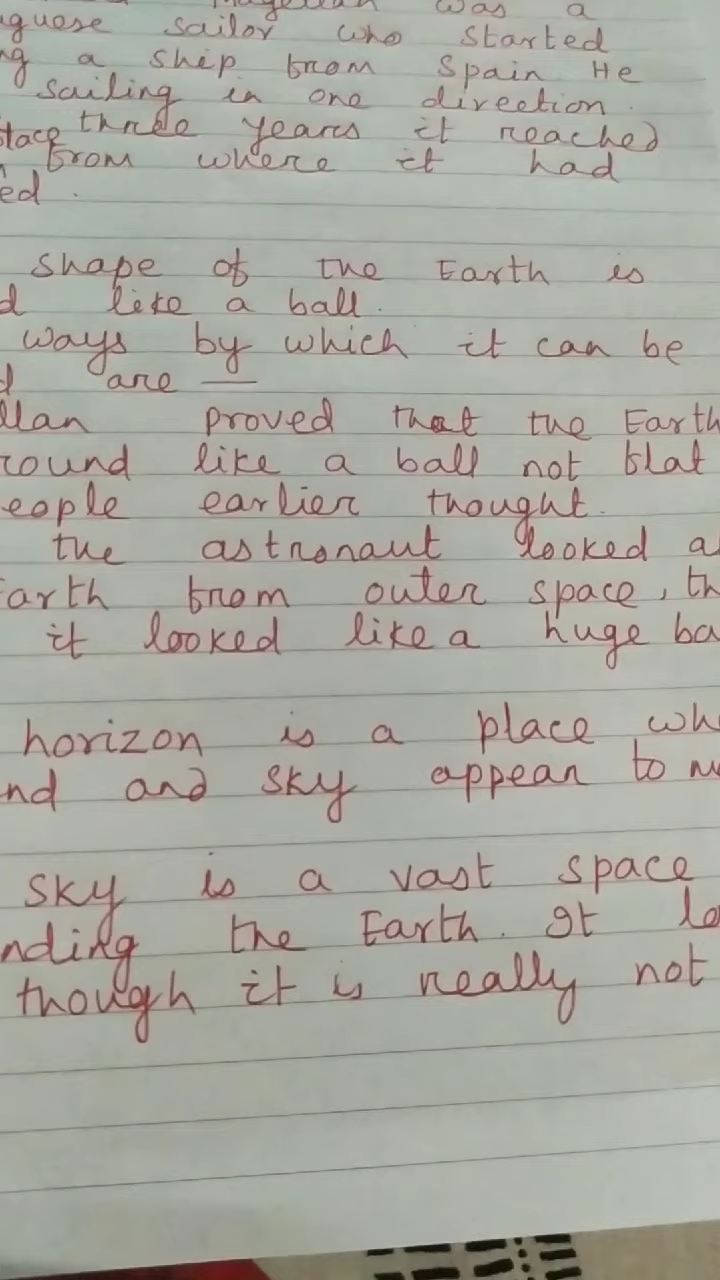 Magellan was a
guese sailor who started
ng a ship from Spain He
sailing in one direction.
place three years it reached
from where it had
ed.
shape of the Earth is
d like a ball.
ways by which it can be
d are —
llan proved that the Earth
round like a ball not flat
eople earlier thought.
the astronaut looked a
arth from outer space, th
it looked like a huge ba
horizon is a place whe
nd and sky appear to m
sky is a vast space
nding the Earth. It lo
though it is really not